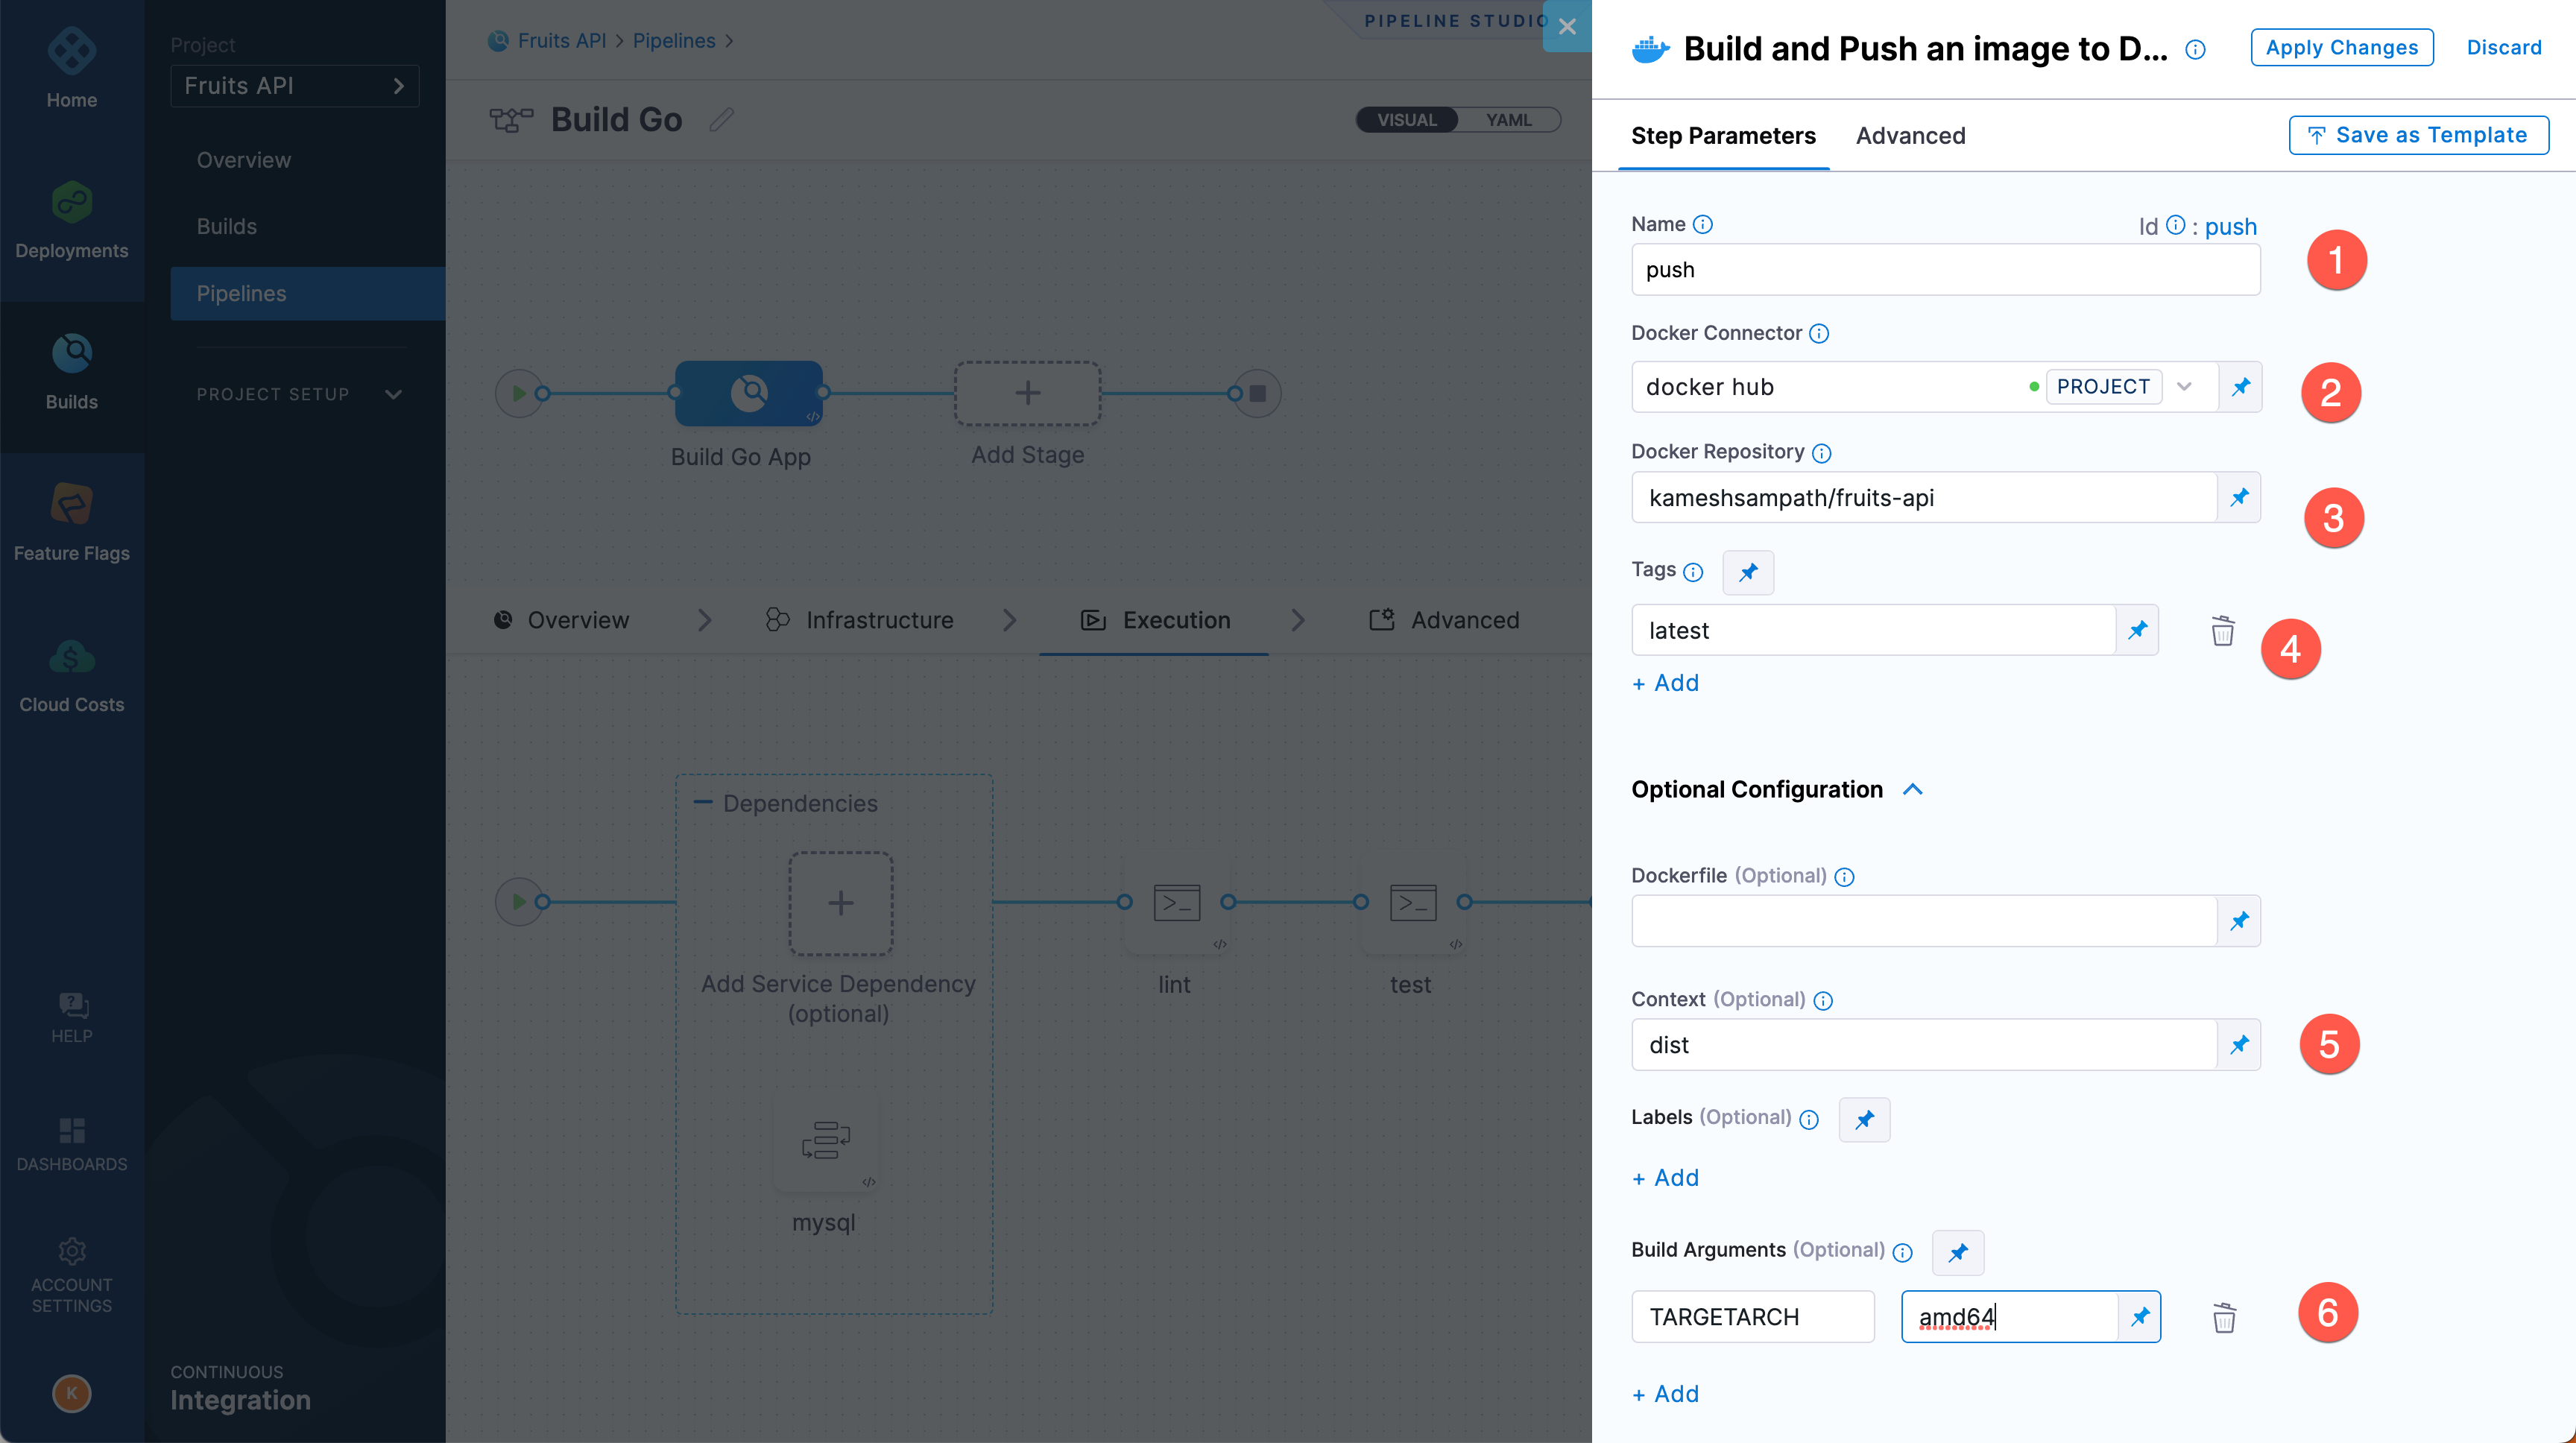 Home
Deployments
Builds
Feature Flags
Cloud Costs
HELP
DASHBOARDS
ACCOUNT
SETTINGS
K
Project
Fruits API
Overview
Builds
Pipelines
PROJECT SETUP
CONTINUOUS
Integration
Fruits API > Pipelines >
PIPELINE STUDIO
Build Go
VISUAL YAML
Build Go App
Add Stage
Overview
Infrastructure
Execution
Advanced
Dependencies
Add Service Dependency
(optional)
lint
test
mysql
Build and Push an image to D...
Apply Changes
Discard
Step Parameters
Advanced
Save as Template
Name
Id : push
push
1
Docker Connector
docker hub
PROJECT
2
Docker Repository
kameshsampath/fruits-api
3
Tags
latest
4
+ Add
Optional Configuration
Dockerfile (Optional)
Context (Optional)
dist
5
Labels (Optional)
+ Add
Build Arguments (Optional)
TARGETARCH
amd64
6
+ Add